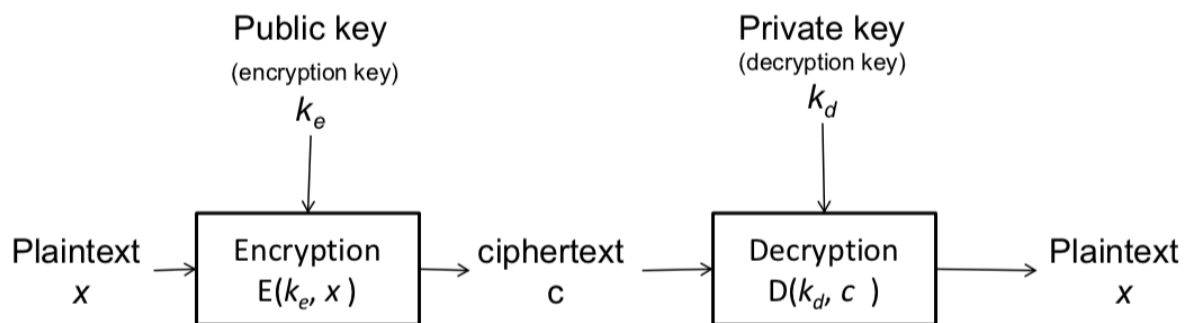 Public key
(encryption key)
ke
Private key
(decryption key)
kd
Plaintext
x
Encryption
E(ke, x )
ciphertext
c
Decryption
D(kd, c )
Plaintext
x